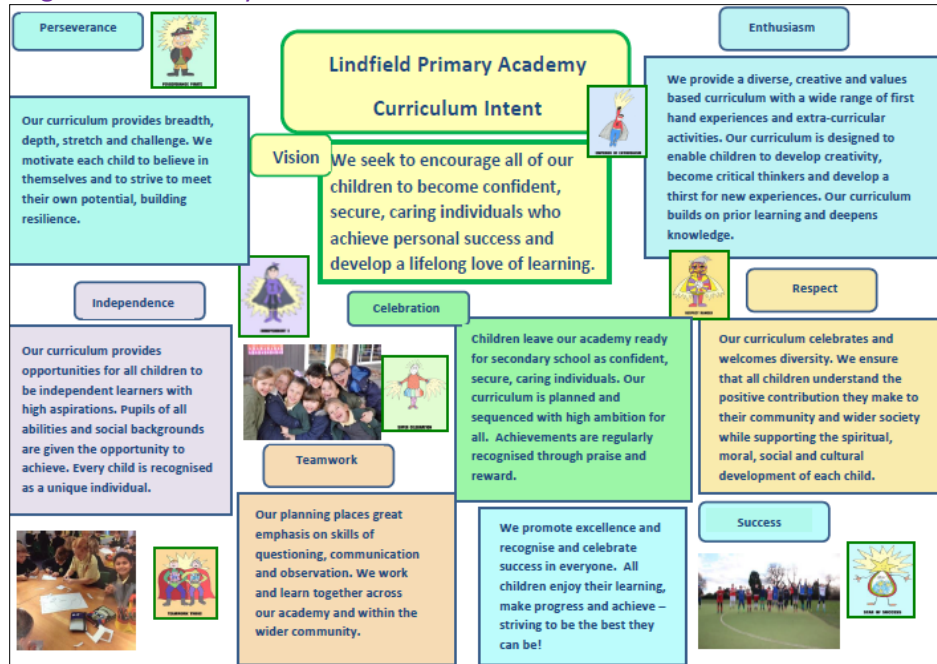 Perseverance
Enthusiasm
Lindfield Primary Academy
Curriculum Intent
Our curriculum provides breadth,
depth, stretch and challenge. We
motivate each child to believe in
themselves and to strive to meet
their own potential, building
resilience.
Vision
We seek to encourage all of our
children to become confident,
secure, caring individuals who
achieve personal success and
develop a lifelong love of learning.
We provide a diverse, creative and values
based curriculum with a wide range of first
hand experiences and extra-curricular
activities. Our curriculum is designed to
enable children to develop creativity,
become critical thinkers and develop a
thirst for new experiences. Our curriculum
builds on prior learning and deepens
knowledge.
Independence
Our curriculum provides
opportunities for all children to
be independent learners with
high aspirations. Pupils of all
abilities and social backgrounds
are given the opportunity to
achieve. Every child is recognised
as a unique individual.
Celebration
Children leave our academy ready
for secondary school as confident,
secure, caring individuals. Our
curriculum is planned and
sequenced with high ambition for
all. Achievements are regularly
recognised through praise and
reward.
Respect
Our curriculum celebrates and
welcomes diversity. We ensure
that all children understand the
positive contribution they make to
their community and wider society
while supporting the spiritual,
moral, social and cultural
development of each child.
Teamwork
Our planning places great
emphasis on skills of
questioning, communication
and observation. We work
and learn together across
our academy and within the
wider community.
We promote excellence and
recognise and celebrate
success in everyone. All
children enjoy their learning,
make progress and achieve –
striving to be the best they
can be!
Success
STAR OF SUCCESS